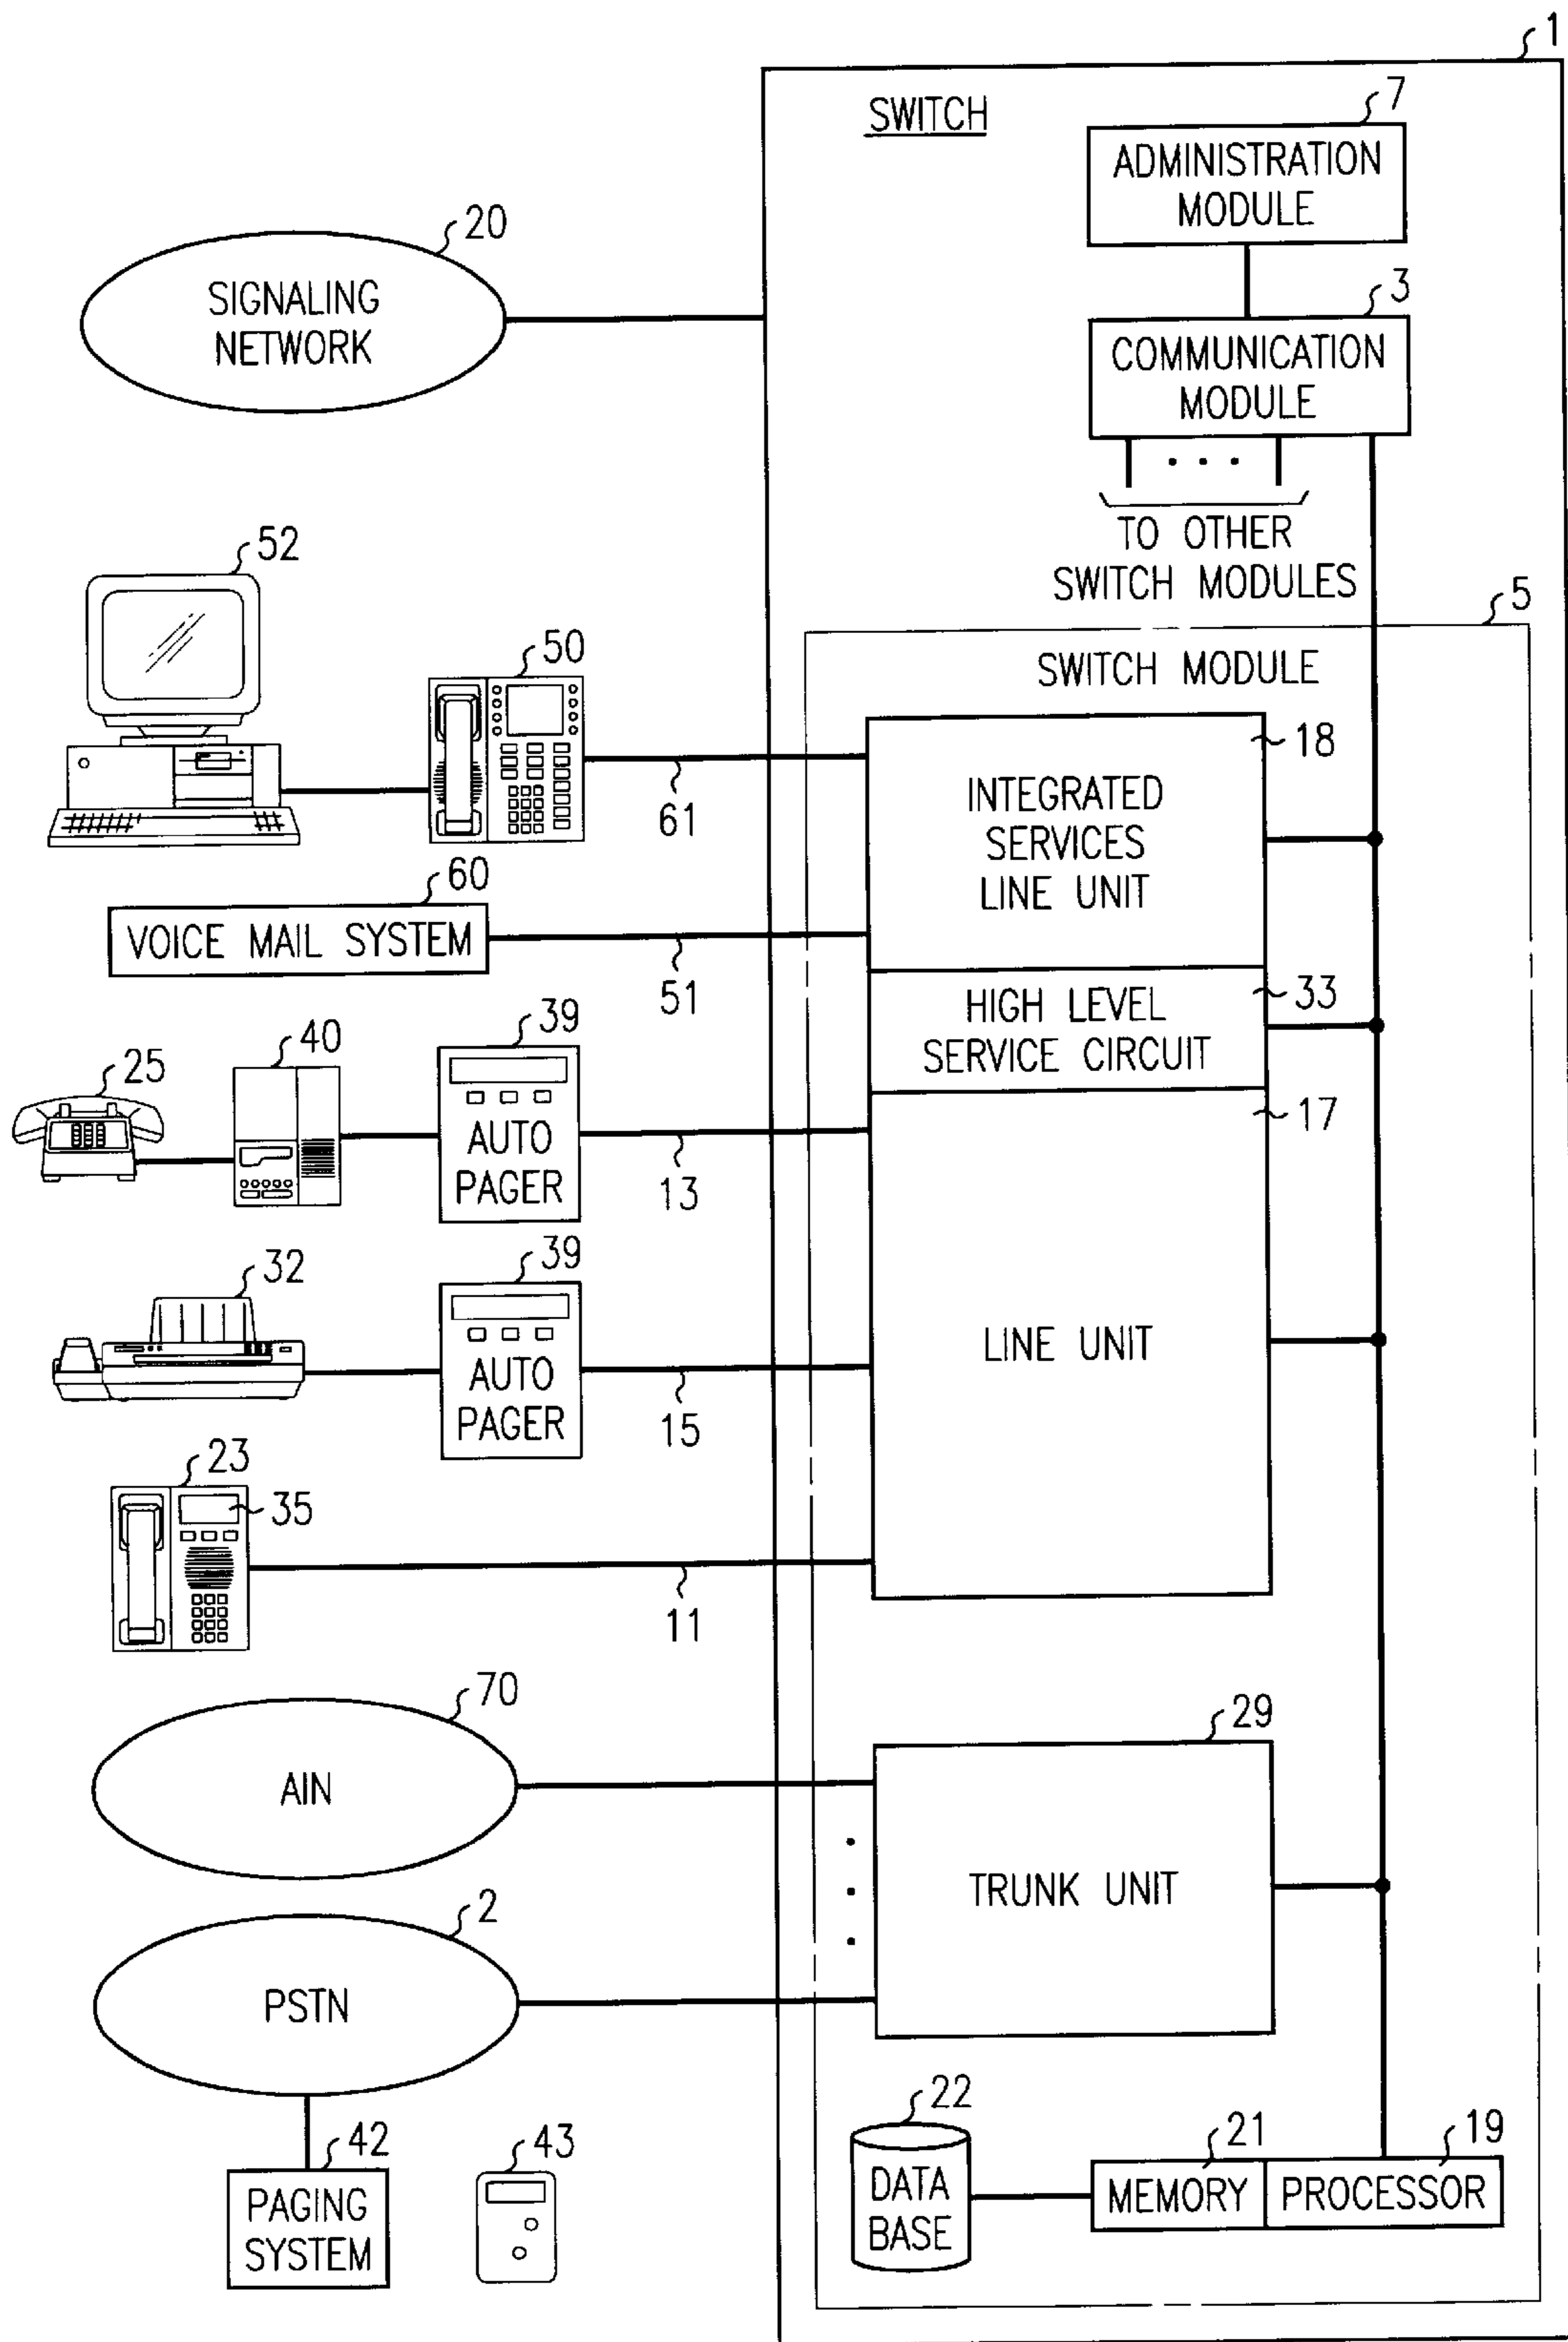 1
SWITCH
7
ADMINISTRATION
MODULE
20
SIGNALING
NETWORK
3
COMMUNICATION
MODULE
. . .
TO OTHER
SWITCH MODULES
5
SWITCH MODULE
52
50
61
18
INTEGRATED
SERVICES
LINE UNIT
60
VOICE MAIL SYSTEM
51
33
HIGH LEVEL
SERVICE CIRCUIT
25
40
39
AUTO
PAGER
13
17
LINE UNIT
32
39
AUTO
PAGER
15
23
35
11
70
AIN
29
TRUNK UNIT
2
PSTN
42
PAGING
SYSTEM
43
22
DATA
BASE
21
MEMORY
19
PROCESSOR